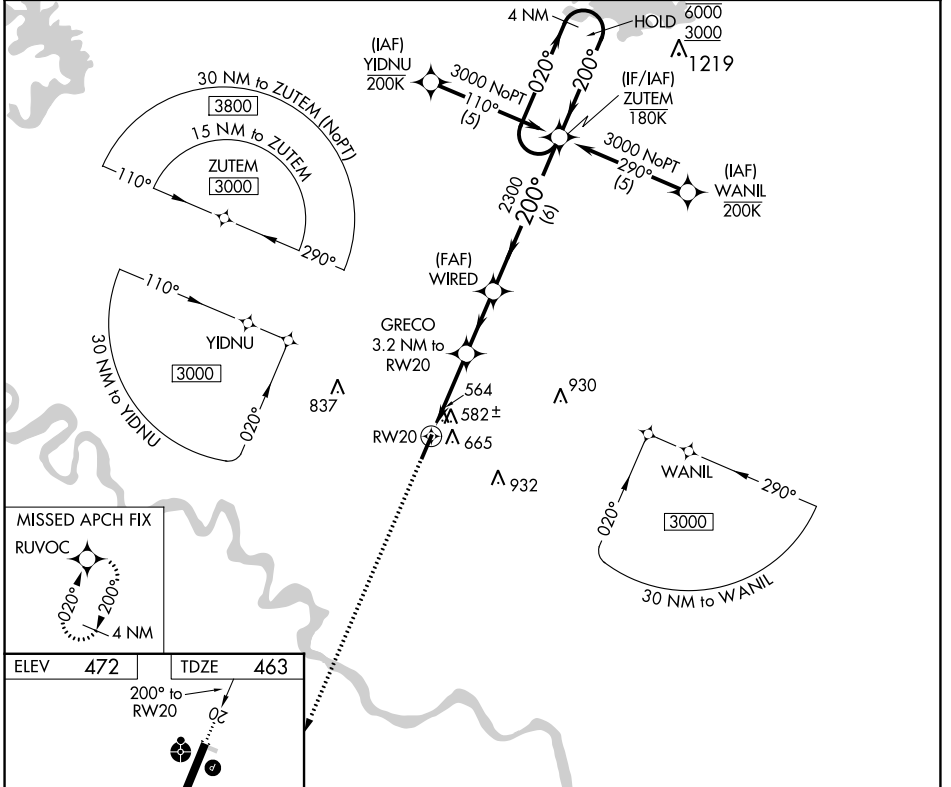 4 NM
HOLD
6000
3000
1219
(IAF)
YIDNU
200K
3000 NoPT
110°
(5)
020°
200°
(IF/IAF)
ZUTEM
180K
3000 NoPT
290°
(5)
(IAF)
WANIL
200K
30 NM to ZUTEM (NoPT)
3800
15 NM to ZUTEM
ZUTEM
3000
110°
290°
2300
200°
(6)
(FAF)
WIRED
110°
YIDNU
3000
30 NM to YIDNU
020°
GRECO
3.2 NM to
RW20
837
564
582±
RW20
665
930
932
WANIL
290°
020°
3000
30 NM to WANIL
MISSED APCH FIX
RUVOC
020°
200°
4 NM
ELEV 472
TDZE 463
200° to
RW20
20
P